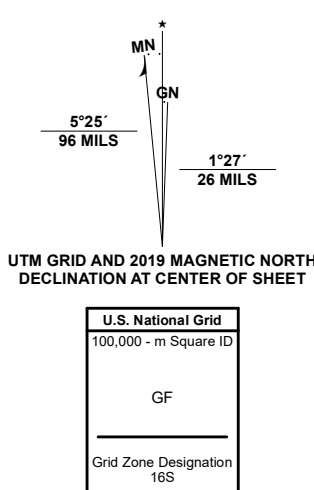 ★
MN
GN
5°25´
96 MILS
1°27´
26 MILS
UTM GRID AND 2019 MAGNETIC NORTH
DECLINATION AT CENTER OF SHEET
U.S. National Grid
100,000 - m Square ID
GF
Grid Zone Designation
16S